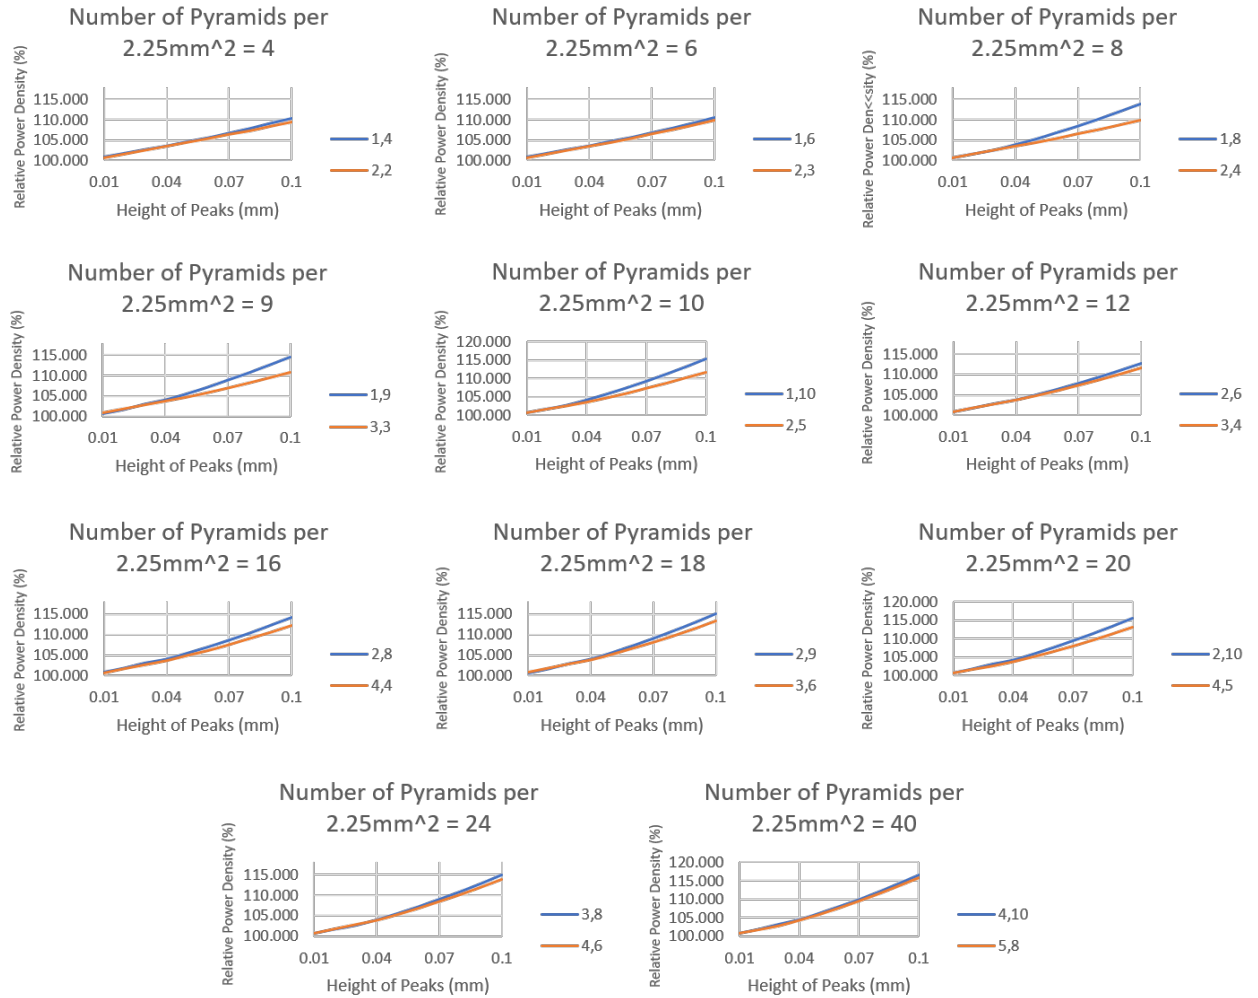 Number of Pyramids per
2.25mm^2 = 4
Relative Power Density (%)
115.000
110.000
105.000
100.000
0.01 0.04 0.07 0.1
Height of Peaks (mm)
1,4
2,2
Number of Pyramids per
2.25mm^2 = 6
Relative Power Density (%)
115.000
110.000
105.000
100.000
0.01 0.04 0.07 0.1
Height of Peaks (mm)
1,6
2,3
Number of Pyramids per
2.25mm^2 = 8
Relative Power Den<<sity (%)
115.000
110.000
105.000
100.000
0.01 0.04 0.07 0.1
Height of Peaks (mm)
1,8
2,4
Number of Pyramids per
2.25mm^2 = 9
Relative Power Density (%)
115.000
110.000
105.000
100.000
0.01 0.04 0.07 0.1
Height of Peaks (mm)
1,9
3,3
Number of Pyramids per
2.25mm^2 = 10
Relative Power Density (%)
120.000
115.000
110.000
105.000
100.000
0.01 0.04 0.07 0.1
Height of Peaks (mm)
1,10
2,5
Number of Pyramids per
2.25mm^2 = 12
Relative Power Density (%)
115.000
110.000
105.000
100.000
0.01 0.04 0.07 0.1
Height of Peaks (mm)
2,6
3,4
Number of Pyramids per
2.25mm^2 = 16
Relative Power Density (%)
115.000
110.000
105.000
100.000
0.01 0.04 0.07 0.1
Height of Peaks (mm)
2,8
4,4
Number of Pyramids per
2.25mm^2 = 18
Relative Power Density (%)
115.000
110.000
105.000
100.000
0.01 0.04 0.07 0.1
Height of Peaks (mm)
2,9
3,6
Number of Pyramids per
2.25mm^2 = 20
Relative Power Density (%)
120.000
115.000
110.000
105.000
100.000
0.01 0.04 0.07 0.1
Height of Peaks (mm)
2,10
4,5
Number of Pyramids per
2.25mm^2 = 24
Relative Power Density (%)
115.000
110.000
105.000
100.000
0.01 0.04 0.07 0.1
Height of Peaks (mm)
3,8
4,6
Number of Pyramids per
2.25mm^2 = 40
Relative Power Density (%)
120.000
115.000
110.000
105.000
100.000
0.01 0.04 0.07 0.1
Height of Peaks (mm)
4,10
5,8